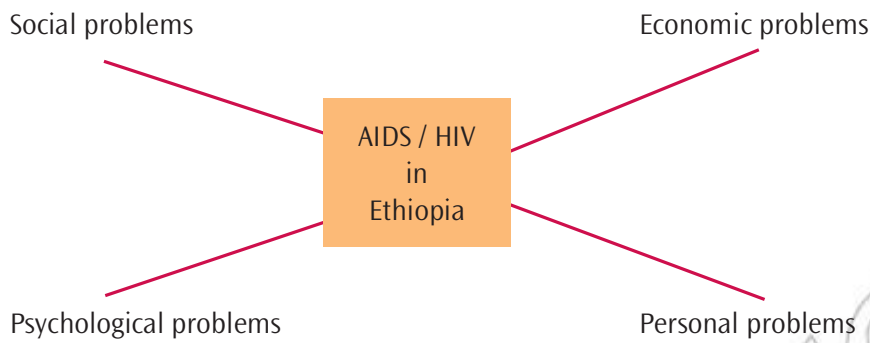 Social problems
Economic problems
AIDS / HIV
in
Ethiopia
Psychological problems
Personal problems